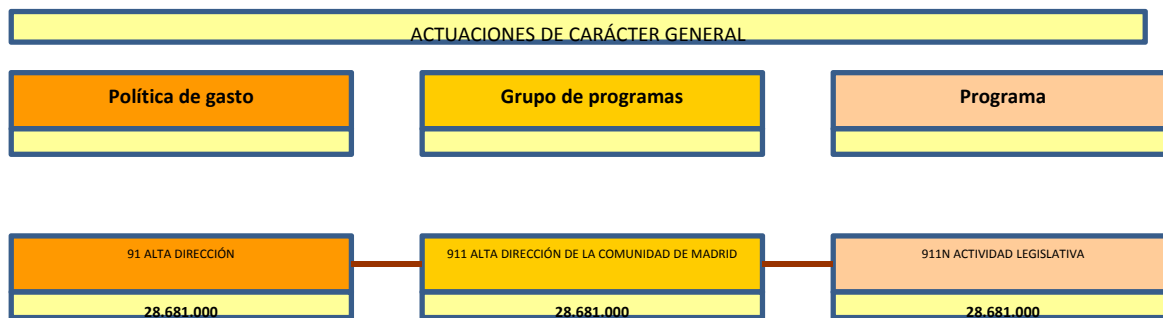 ACTUACIONES DE CARÁCTER GENERAL
Política de gasto
Grupo de programas
Programa
91 ALTA DIRECCIÓN
911 ALTA DIRECCIÓN DE LA COMUNIDAD DE MADRID
911N ACTIVIDAD LEGISLATIVA
28.681.000
28.681.000
28.681.000